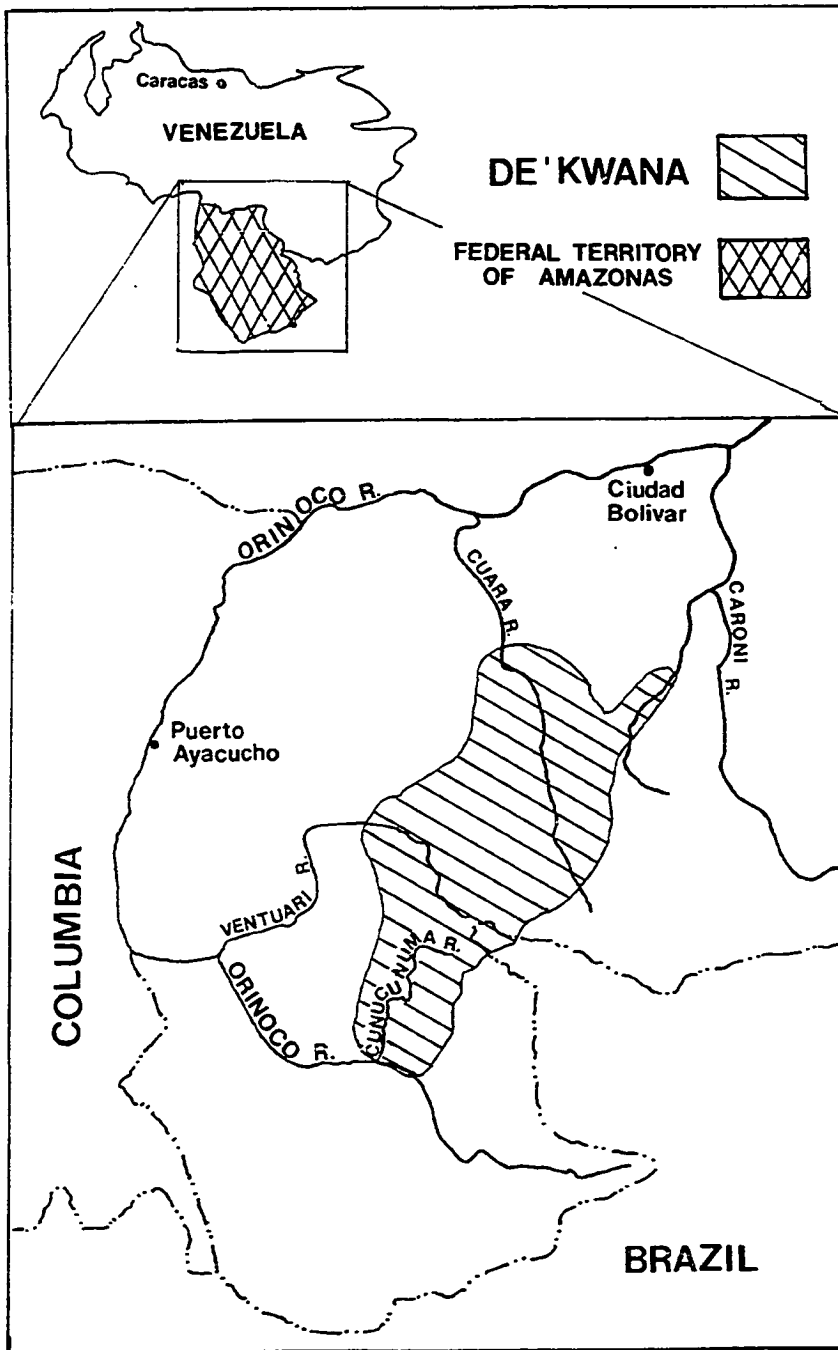 Caracas
VENEZUELA
DE'KWANA
FEDERAL TERRITORY
OF AMAZONAS
ORINIOCO R.
Ciudad
Bolivar
CUARA R.
CARONI R.
Puerto
Ayacucho
COLUMBIA
VENTUARI R.
CUNUCUNUMA R.
ORINOCO R.
BRAZIL